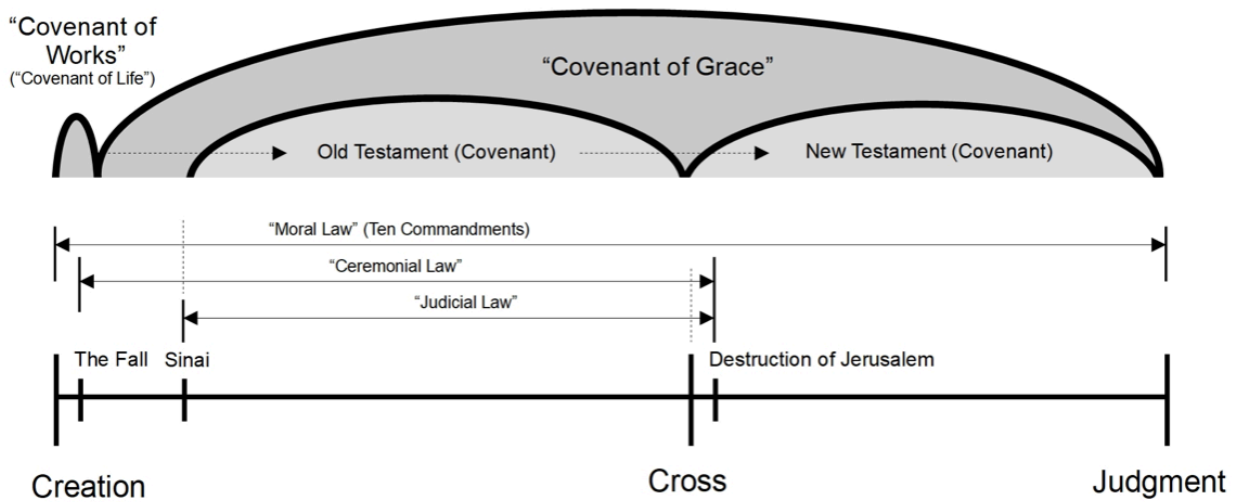 “Covenant of
Works”
(“Covenant of Life”)
“Covenant of Grace”
Old Testament (Covenant)
New Testament (Covenant)
“Moral Law” (Ten Commandments)
“Ceremonial Law”
“Judicial Law”
The Fall
Sinai
Destruction of Jerusalem
Creation
Cross
Judgment